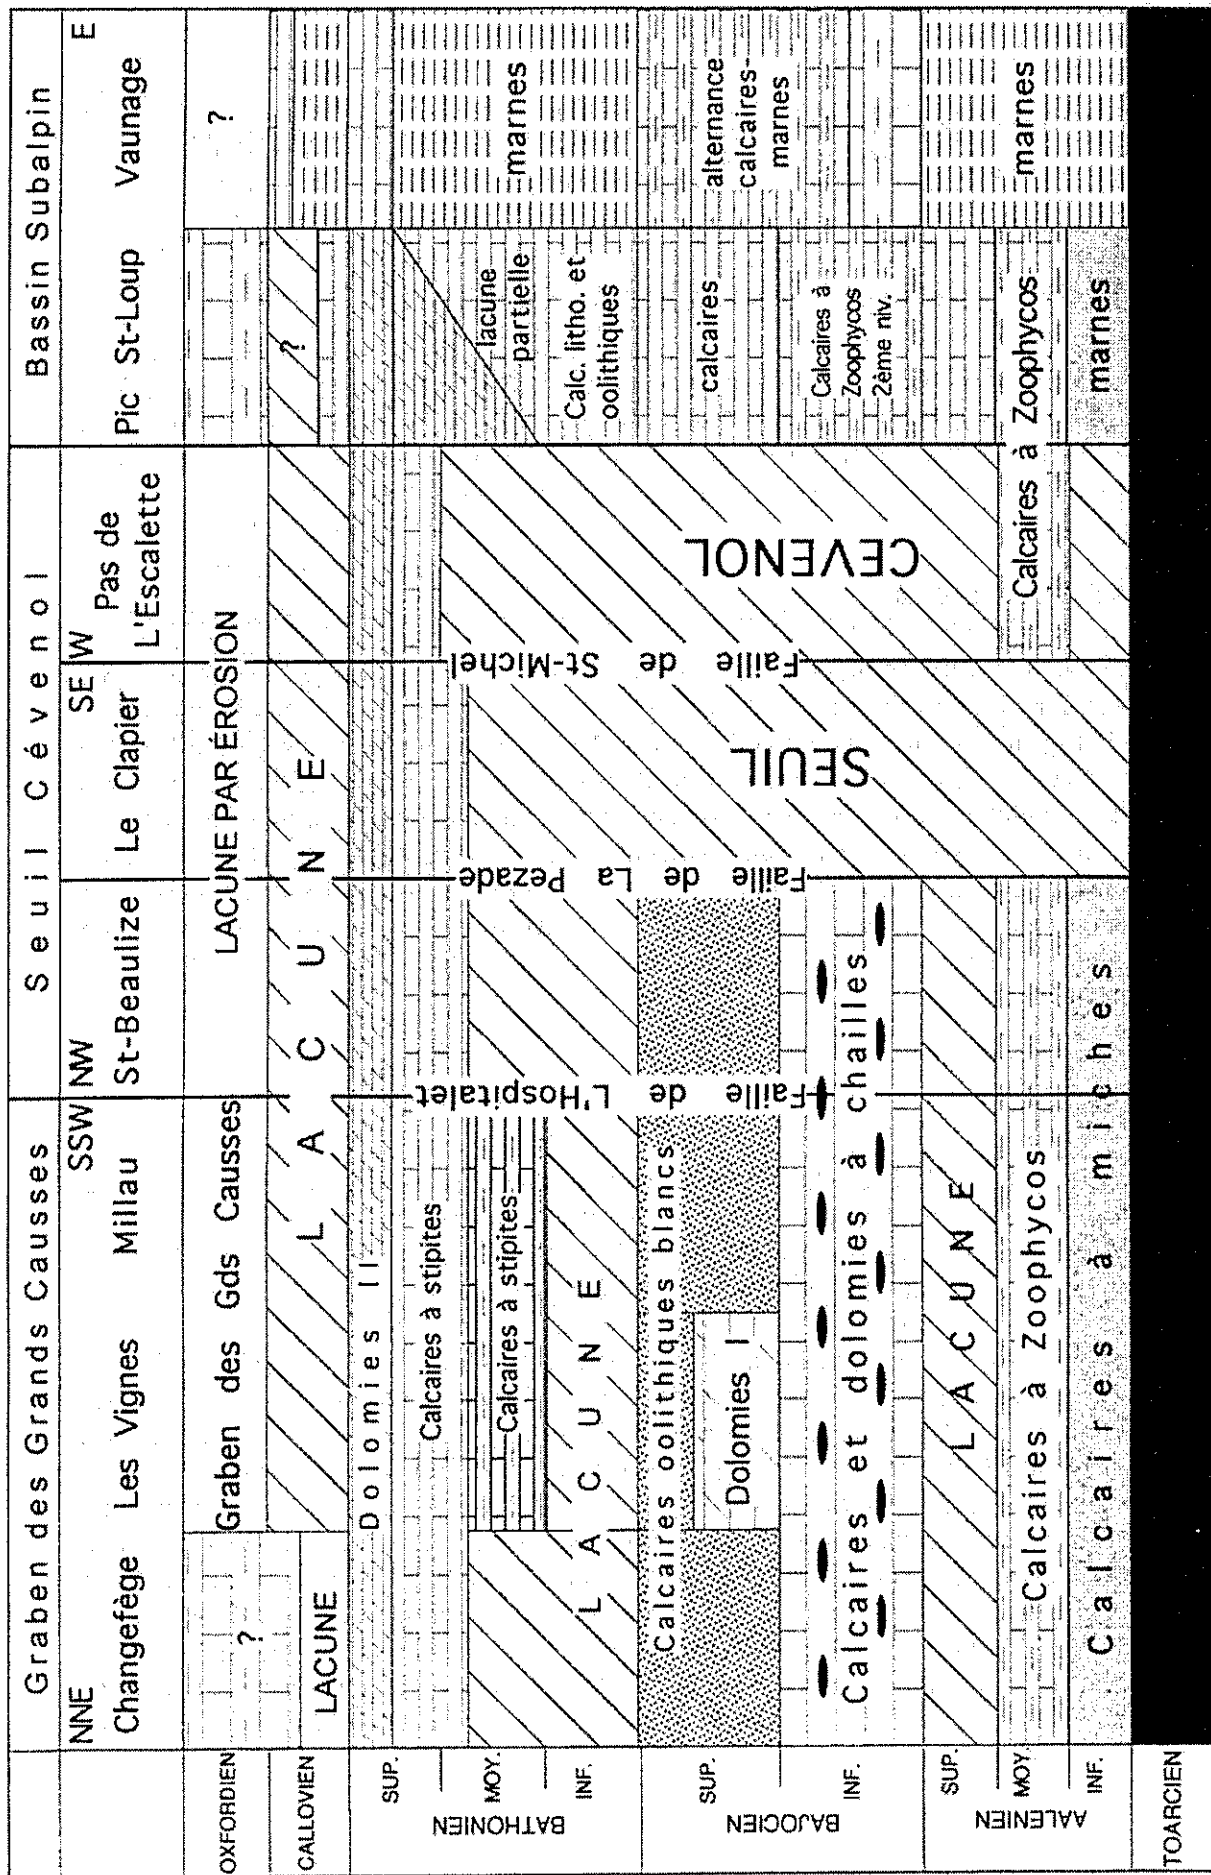 Graben des Grands Causses
Seuil Cévenol
Bassin Subalpin
NNE
SSW
NW
SE
W
E
Changefège
Les Vignes
Millau
St-Beaulize
Le Clapier
Pas de
L'Escalette
Pic St-Loup
Vaunage
OXFORDIEN
?
Graben des Gds Causses
LACUNE PAR ÉROSION
?
CALLOVIEN
LACUNE
LACUNE
?
BATHONIEN
SUP.
MOY.
INF.
Dolomies II
Calcaires à stipites
Calcaires à stipites
LACUNE
lacune
partielle
Calc. litho. et
oolithiques
marnes
Faille de L'Hospitalet
Faille de La Pezade
Faille de St-Michel
SEUIL
CEVENOL
BAJOCIEN
SUP.
INF.
Calcaires oolithiques blancs
Dolomies I
Calcaires et dolomies à chailles
calcaires
Calcaires à
Zoophycos
2ème niv.
alternance
calcaires-
marnes
AALENIEN
SUP.
MOY.
INF.
LACUNE
Calcaires à Zoophycos
Calcaires à Zoophycos
Calcaires à miches
marnes
marnes
TOARCIEN